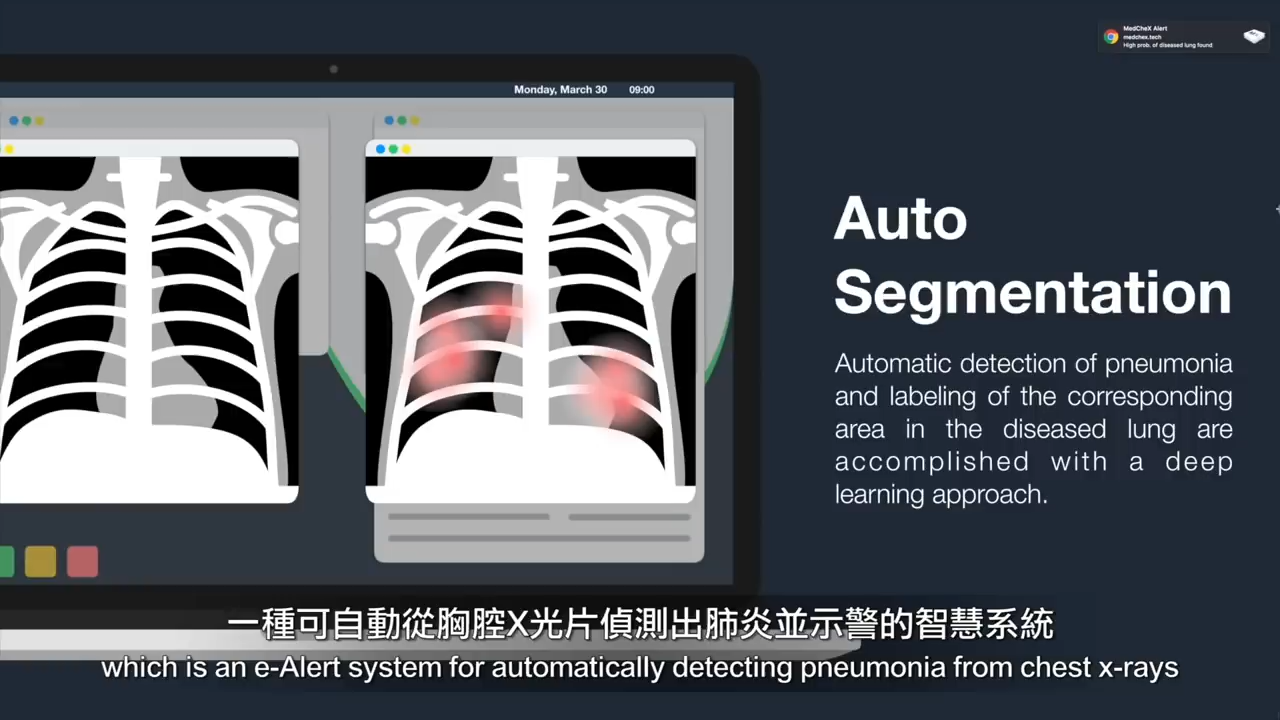 MedCheX Alert
medchex.tech
High prob. of diseased lung found
Monday, March 30 09:00
Auto
Segmentation
Automatic detection of pneumonia
and labeling of the corresponding
area in the diseased lung are
accomplished with a deep
learning approach.
一種可自動從胸腔X光片偵測出肺炎並示警的智慧系統
which is an e-Alert system for automatically detecting pneumonia from chest x-rays